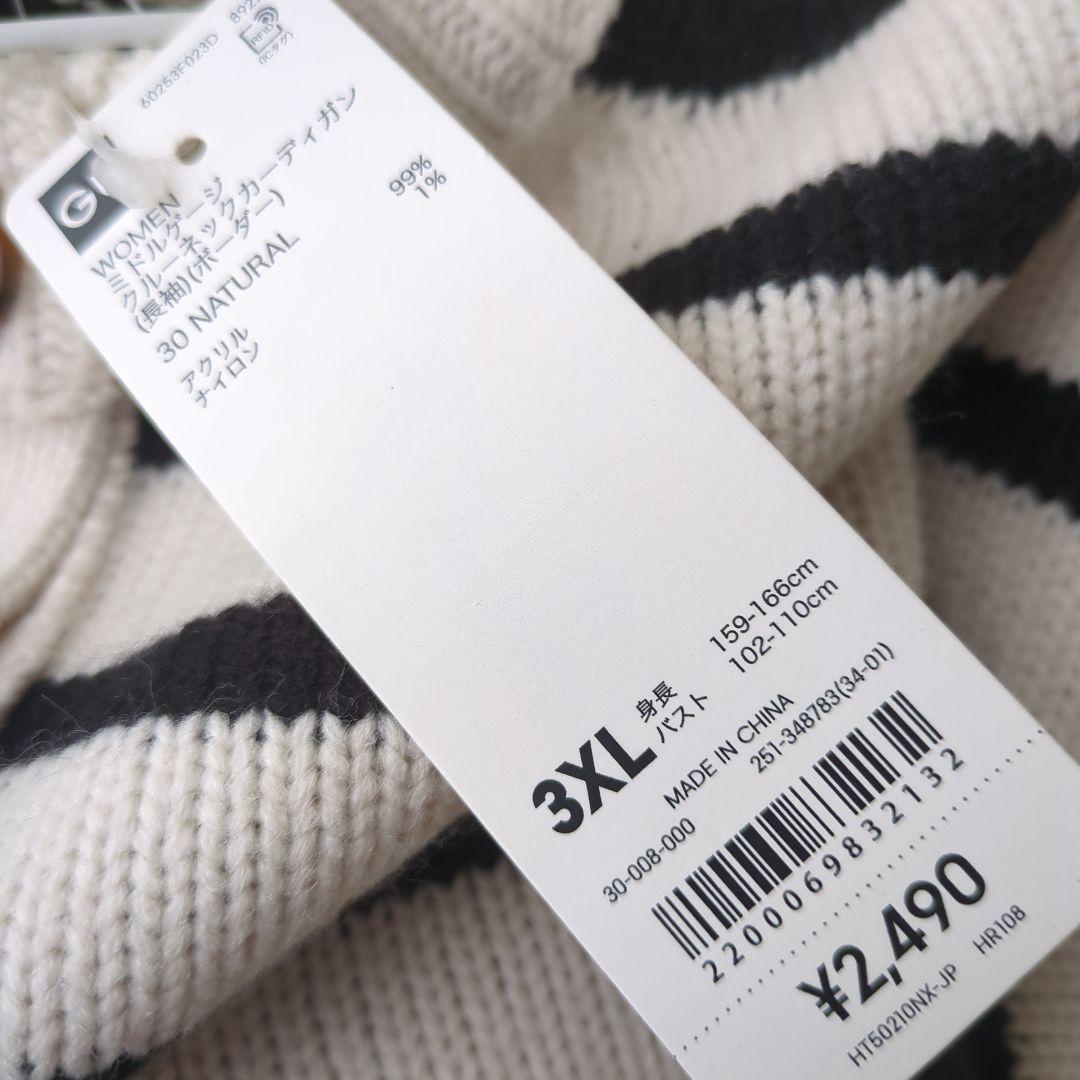 60253F023D
RFID
(ICタグ)
WOMEN
ミドルゲージ
クルーネックカーディガン
(長袖)(ボーダー)
30 NATURAL
アクリル 99%
ナイロン 1%
3XL
身長 159-166cm
バスト 102-110cm
MADE IN CHINA
251-348783(34-01)
30-008-000
2200069832132
¥2,490
HT50210NX-JP HR108